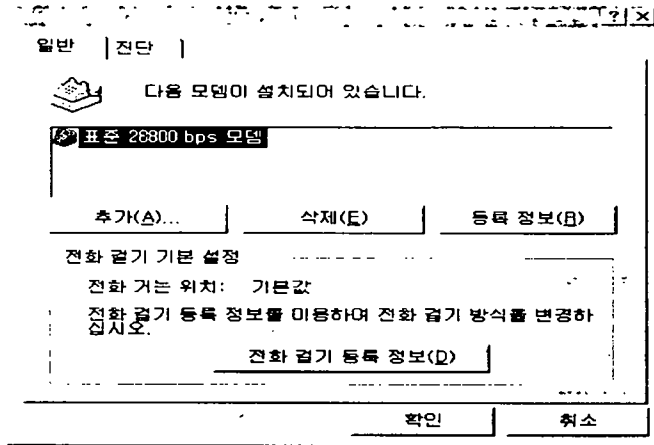 일반 진단
다음 모뎀이 설치되어 있습니다.
표준 28800 bps 모뎀
추가(A)... 삭제(E) 등록 정보(R)
전화 걸기 기본 설정
전화 거는 위치: 기본값
전화 걸기 등록 정보를 이용하여 전화 걸기 방식을 변경하
십시오.
전화 걸기 등록 정보(D)
확인 취소